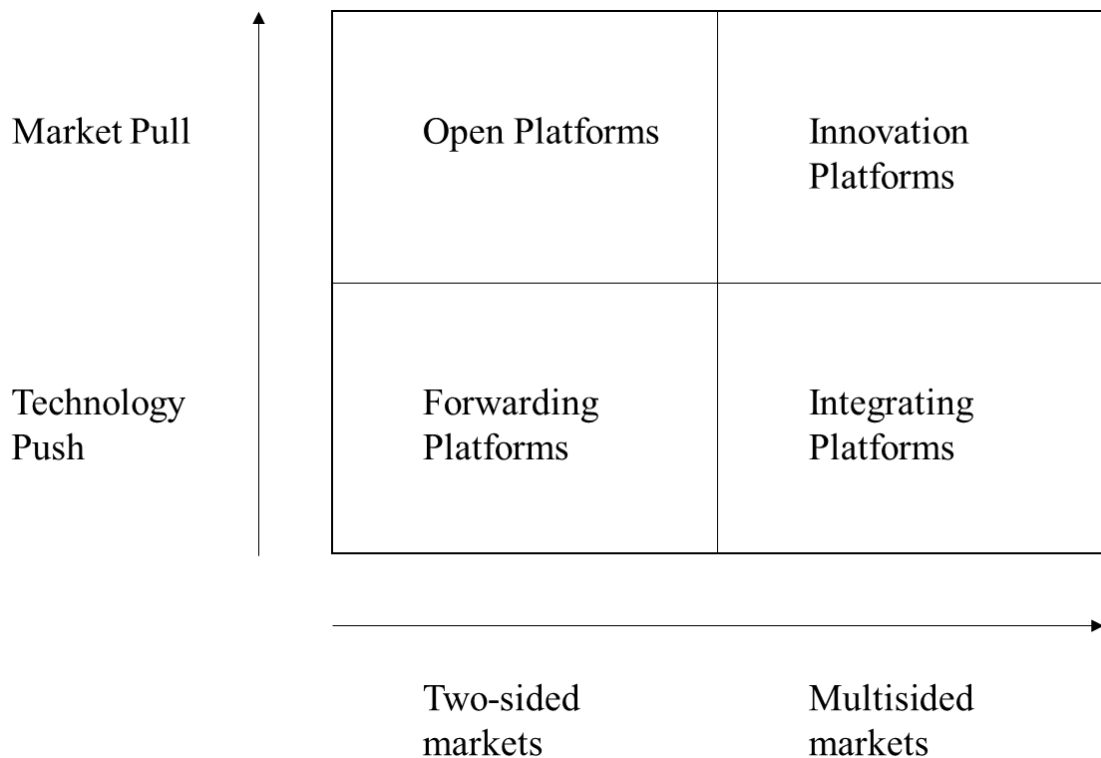 Market Pull
Open Platforms
Innovation
Platforms
Technology
Push
Forwarding
Platforms
Integrating
Platforms
Two-sided
markets
Multisided
markets